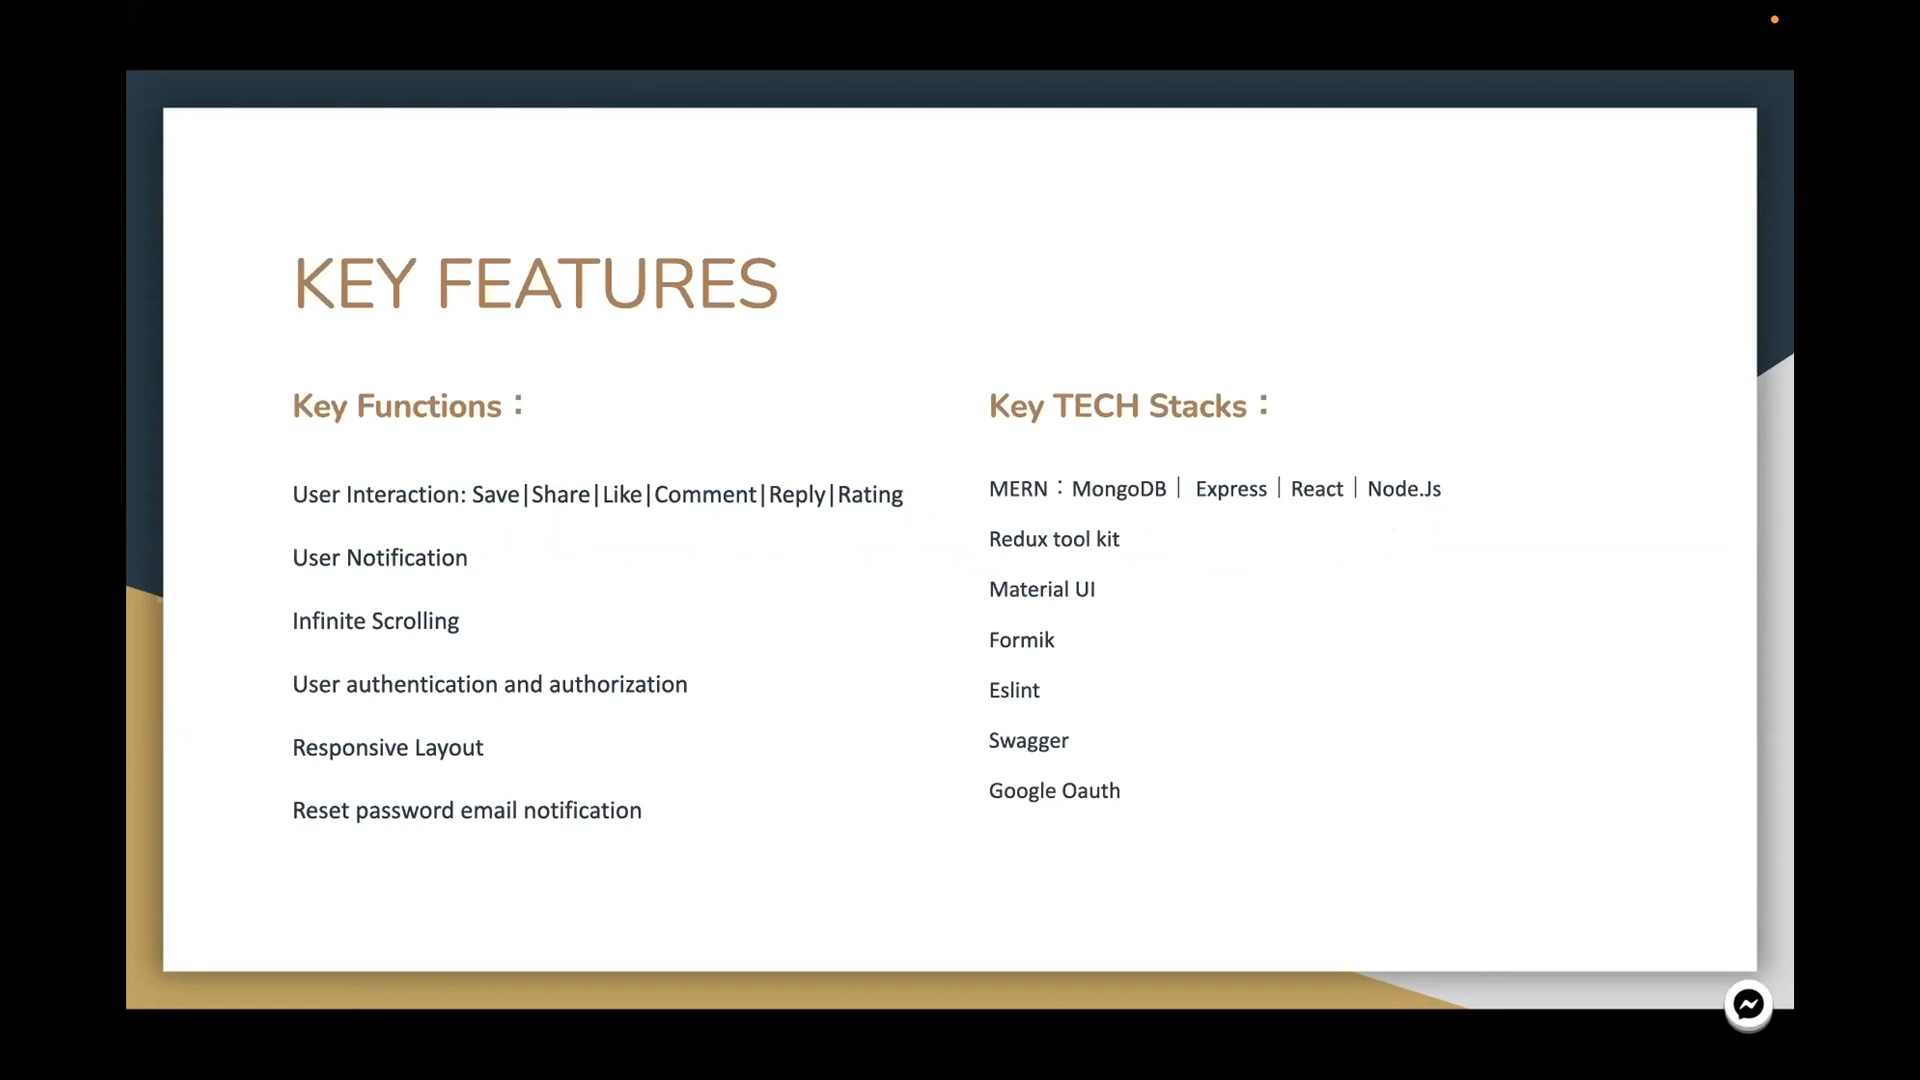 KEY FEATURES
Key Functions：
User Interaction: Save|Share|Like|Comment|Reply|Rating
User Notification
Infinite Scrolling
User authentication and authorization
Responsive Layout
Reset password email notification
Key TECH Stacks：
MERN：MongoDB｜ Express｜React｜Node.Js
Redux tool kit
Material UI
Formik
Eslint
Swagger
Google Oauth